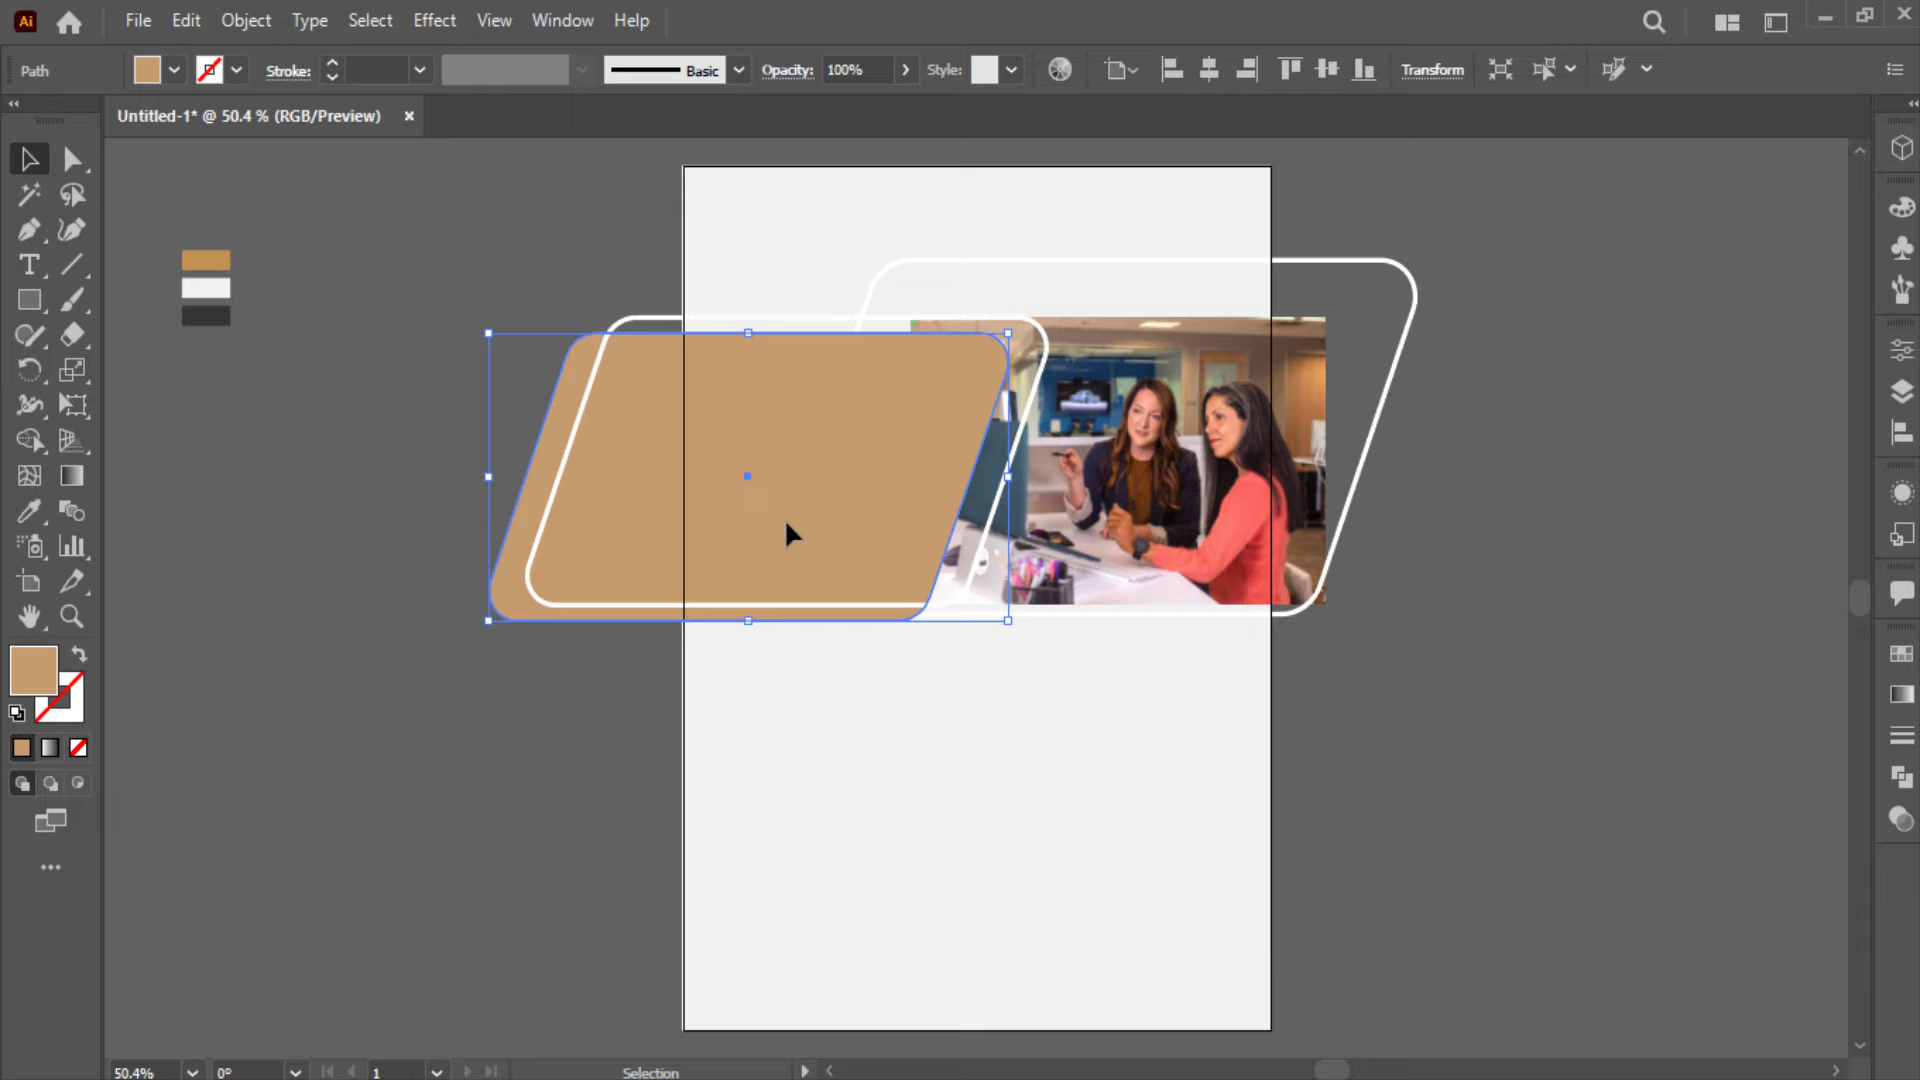 Ai File Edit Object Type Select Effect View Window Help
Path Stroke: Basic Opacity: 100% Style: Transform
Untitled-1* @ 50.4 % (RGB/Preview) ×
T
50.4% 0° 1 Selection